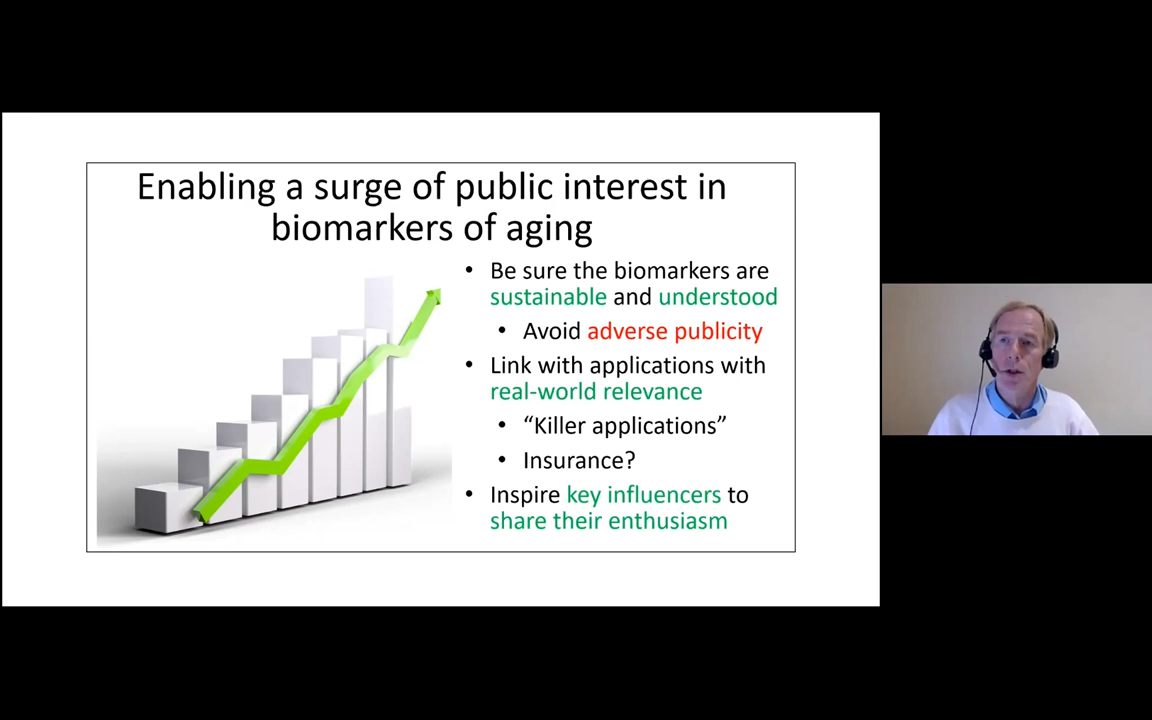 Enabling a surge of public interest in
biomarkers of aging
• Be sure the biomarkers are
sustainable and understood
• Avoid adverse publicity
• Link with applications with
real-world relevance
• “Killer applications”
• Insurance?
• Inspire key influencers to
share their enthusiasm